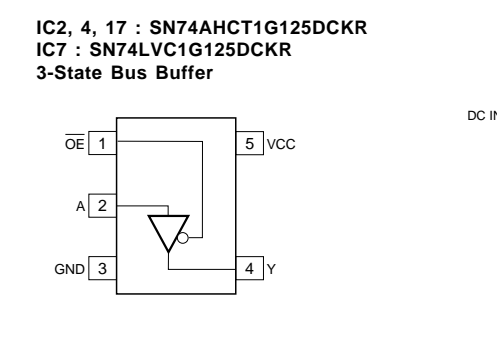 IC2, 4, 17 : SN74AHCT1G125DCKR
IC7 : SN74LVC1G125DCKR
3-State Bus Buffer
DC IN
OE 1
5 VCC
A 2
GND 3
4 Y